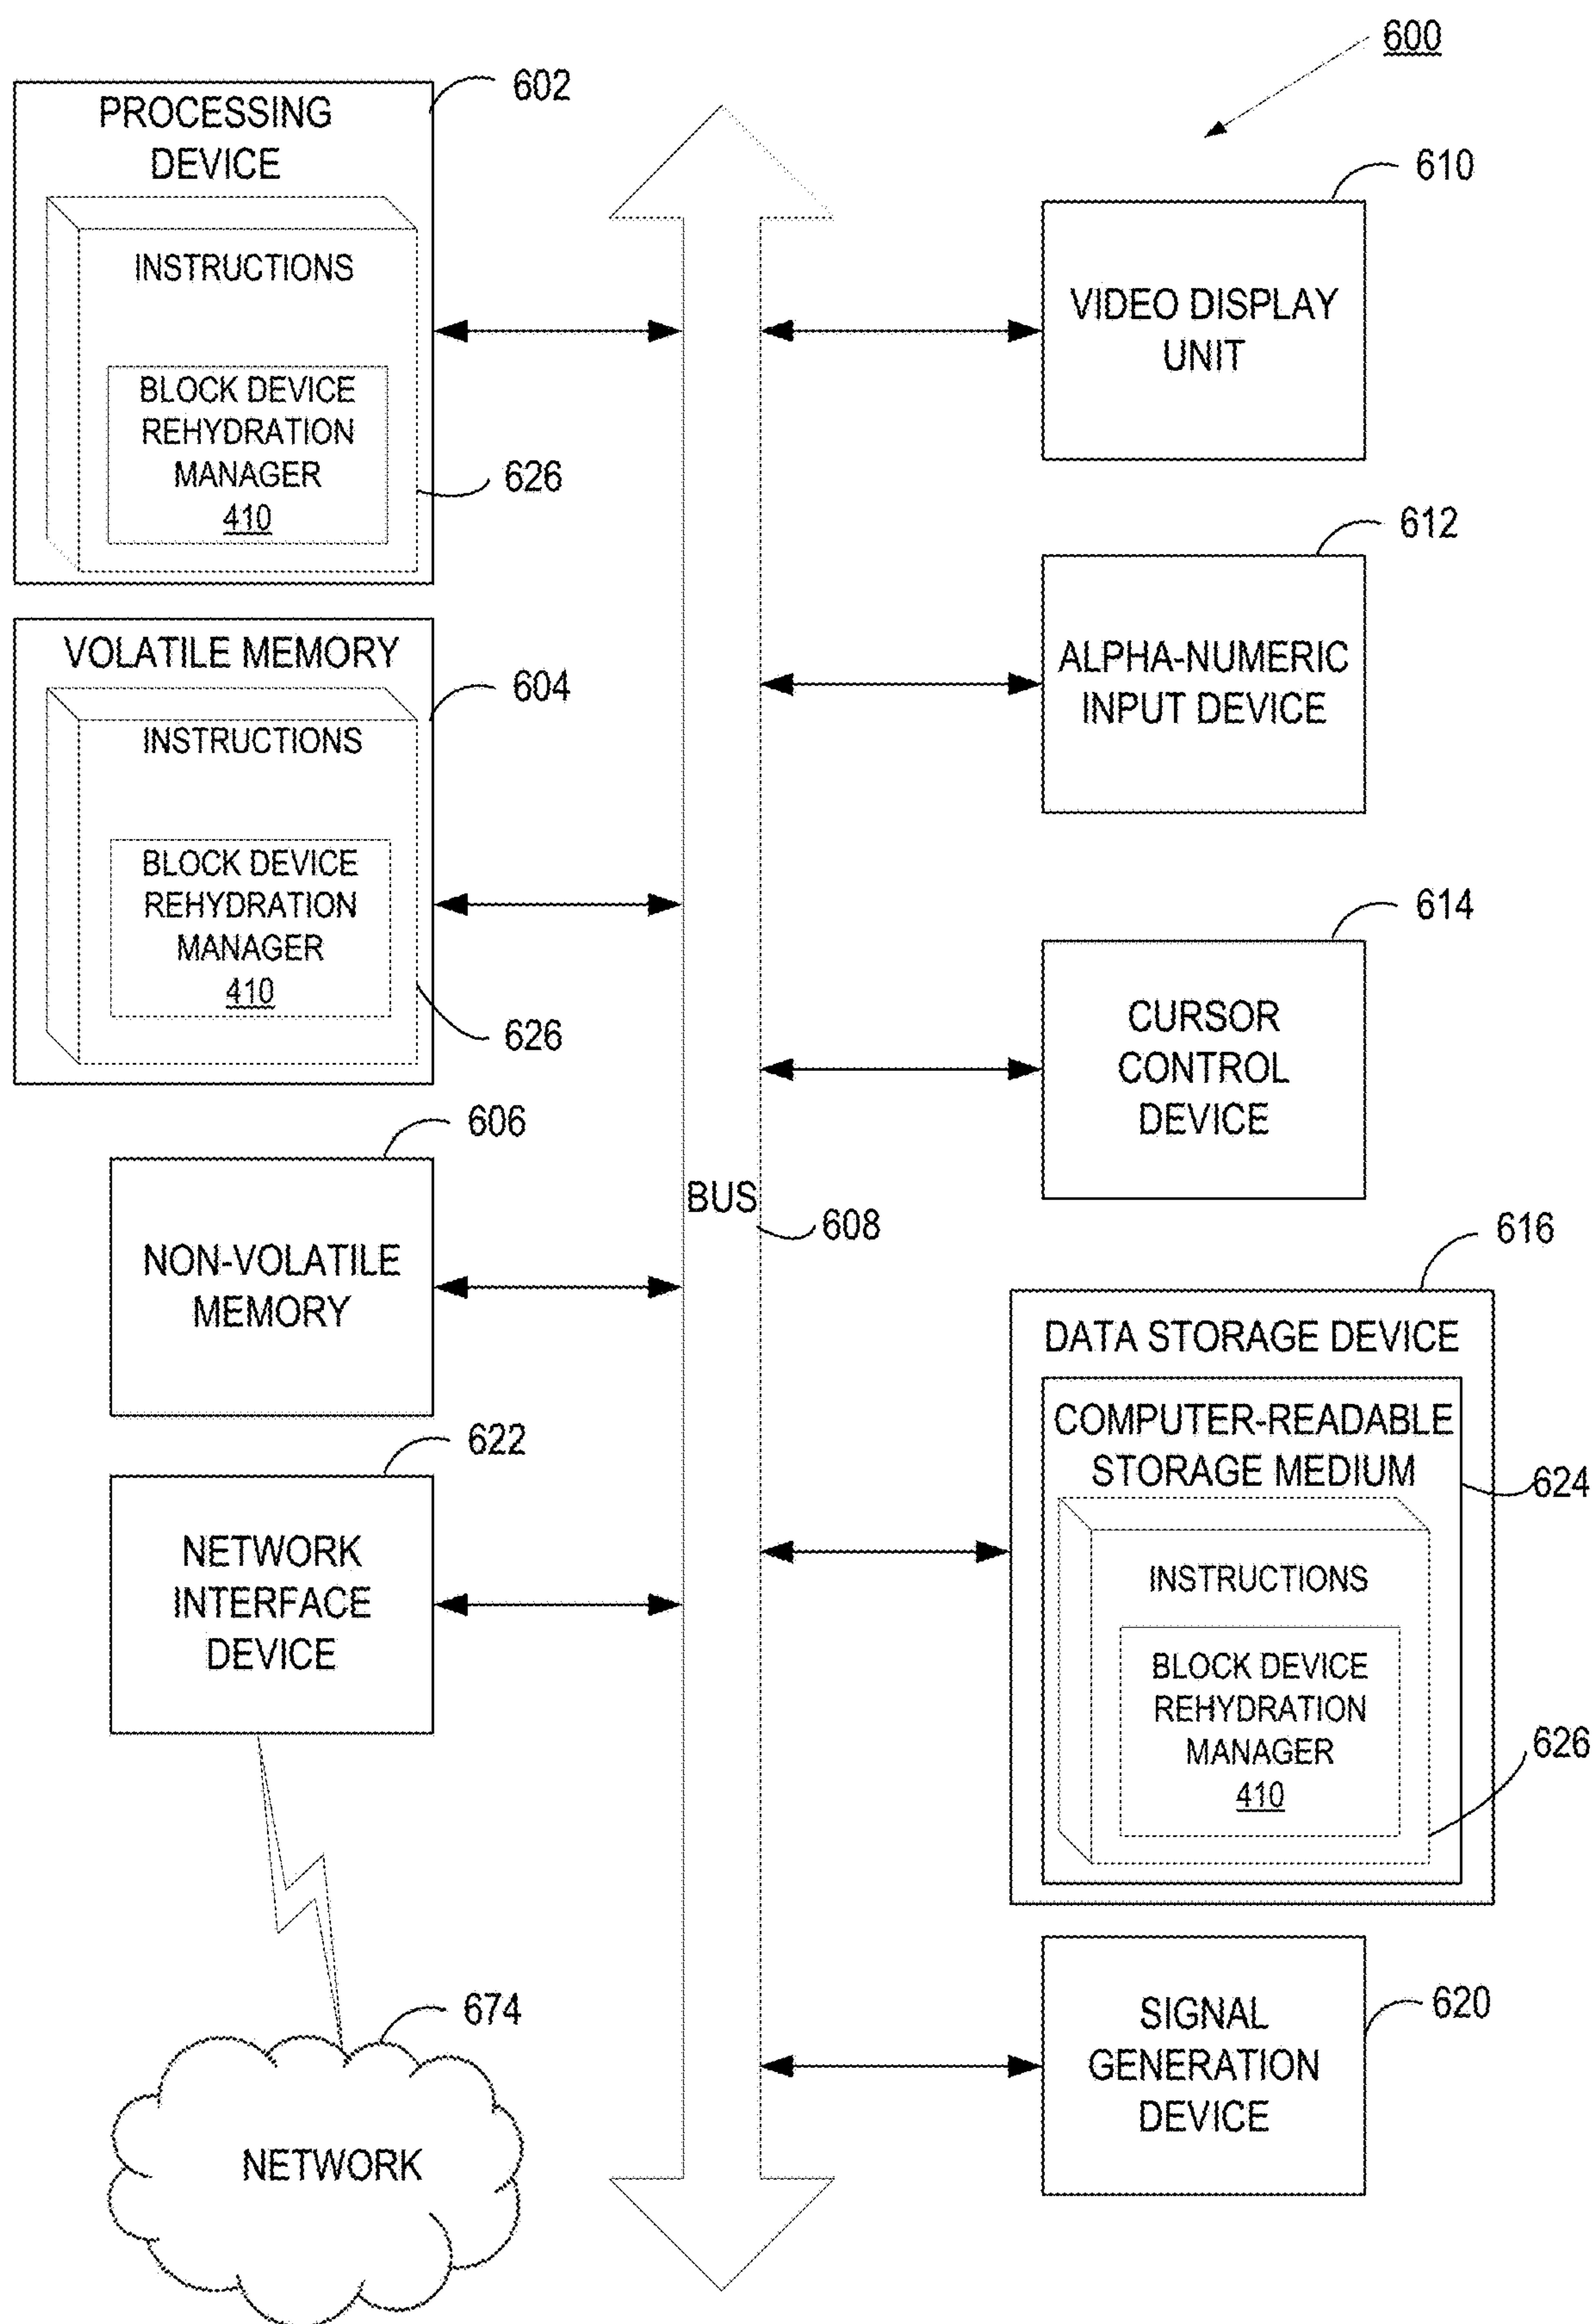 600
602
PROCESSING
DEVICE
INSTRUCTIONS
BLOCK DEVICE
REHYDRATION
MANAGER
410
626
VOLATILE MEMORY
604
INSTRUCTIONS
BLOCK DEVICE
REHYDRATION
MANAGER
410
626
606
NON-VOLATILE
MEMORY
622
NETWORK
INTERFACE
DEVICE
674
NETWORK
BUS
608
610
VIDEO DISPLAY
UNIT
612
ALPHA-NUMERIC
INPUT DEVICE
614
CURSOR
CONTROL
DEVICE
616
DATA STORAGE DEVICE
COMPUTER-READABLE
STORAGE MEDIUM
624
INSTRUCTIONS
BLOCK DEVICE
REHYDRATION
MANAGER
410
626
SIGNAL
GENERATION
DEVICE
620